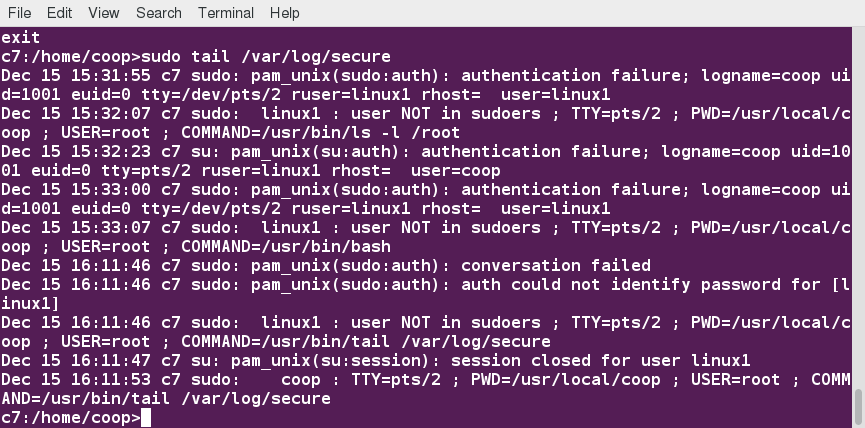 File Edit View Search Terminal Help
exit
c7:/home/coop>sudo tail /var/log/secure
Dec 15 15:31:55 c7 sudo: pam_unix(sudo:auth): authentication failure; logname=coop ui
d=1001 euid=0 tty=/dev/pts/2 ruser=linux1 rhost=  user=linux1
Dec 15 15:32:07 c7 sudo:  linux1 : user NOT in sudoers ; TTY=pts/2 ; PWD=/usr/local/c
oop ; USER=root ; COMMAND=/usr/bin/ls -l /root
Dec 15 15:32:23 c7 su: pam_unix(su:auth): authentication failure; logname=coop uid=10
01 euid=0 tty=pts/2 ruser=linux1 rhost=  user=coop
Dec 15 15:33:00 c7 sudo: pam_unix(sudo:auth): authentication failure; logname=coop ui
d=1001 euid=0 tty=/dev/pts/2 ruser=linux1 rhost=  user=linux1
Dec 15 15:33:07 c7 sudo:  linux1 : user NOT in sudoers ; TTY=pts/2 ; PWD=/usr/local/c
oop ; USER=root ; COMMAND=/usr/bin/bash
Dec 15 16:11:46 c7 sudo: pam_unix(sudo:auth): conversation failed
Dec 15 16:11:46 c7 sudo: pam_unix(sudo:auth): auth could not identify password for [l
inux1]
Dec 15 16:11:46 c7 sudo:  linux1 : user NOT in sudoers ; TTY=pts/2 ; PWD=/usr/local/c
oop ; USER=root ; COMMAND=/usr/bin/tail /var/log/secure
Dec 15 16:11:47 c7 su: pam_unix(su:session): session closed for user linux1
Dec 15 16:11:53 c7 sudo:    coop : TTY=pts/2 ; PWD=/usr/local/coop ; USER=root ; COMM
AND=/usr/bin/tail /var/log/secure
c7:/home/coop>